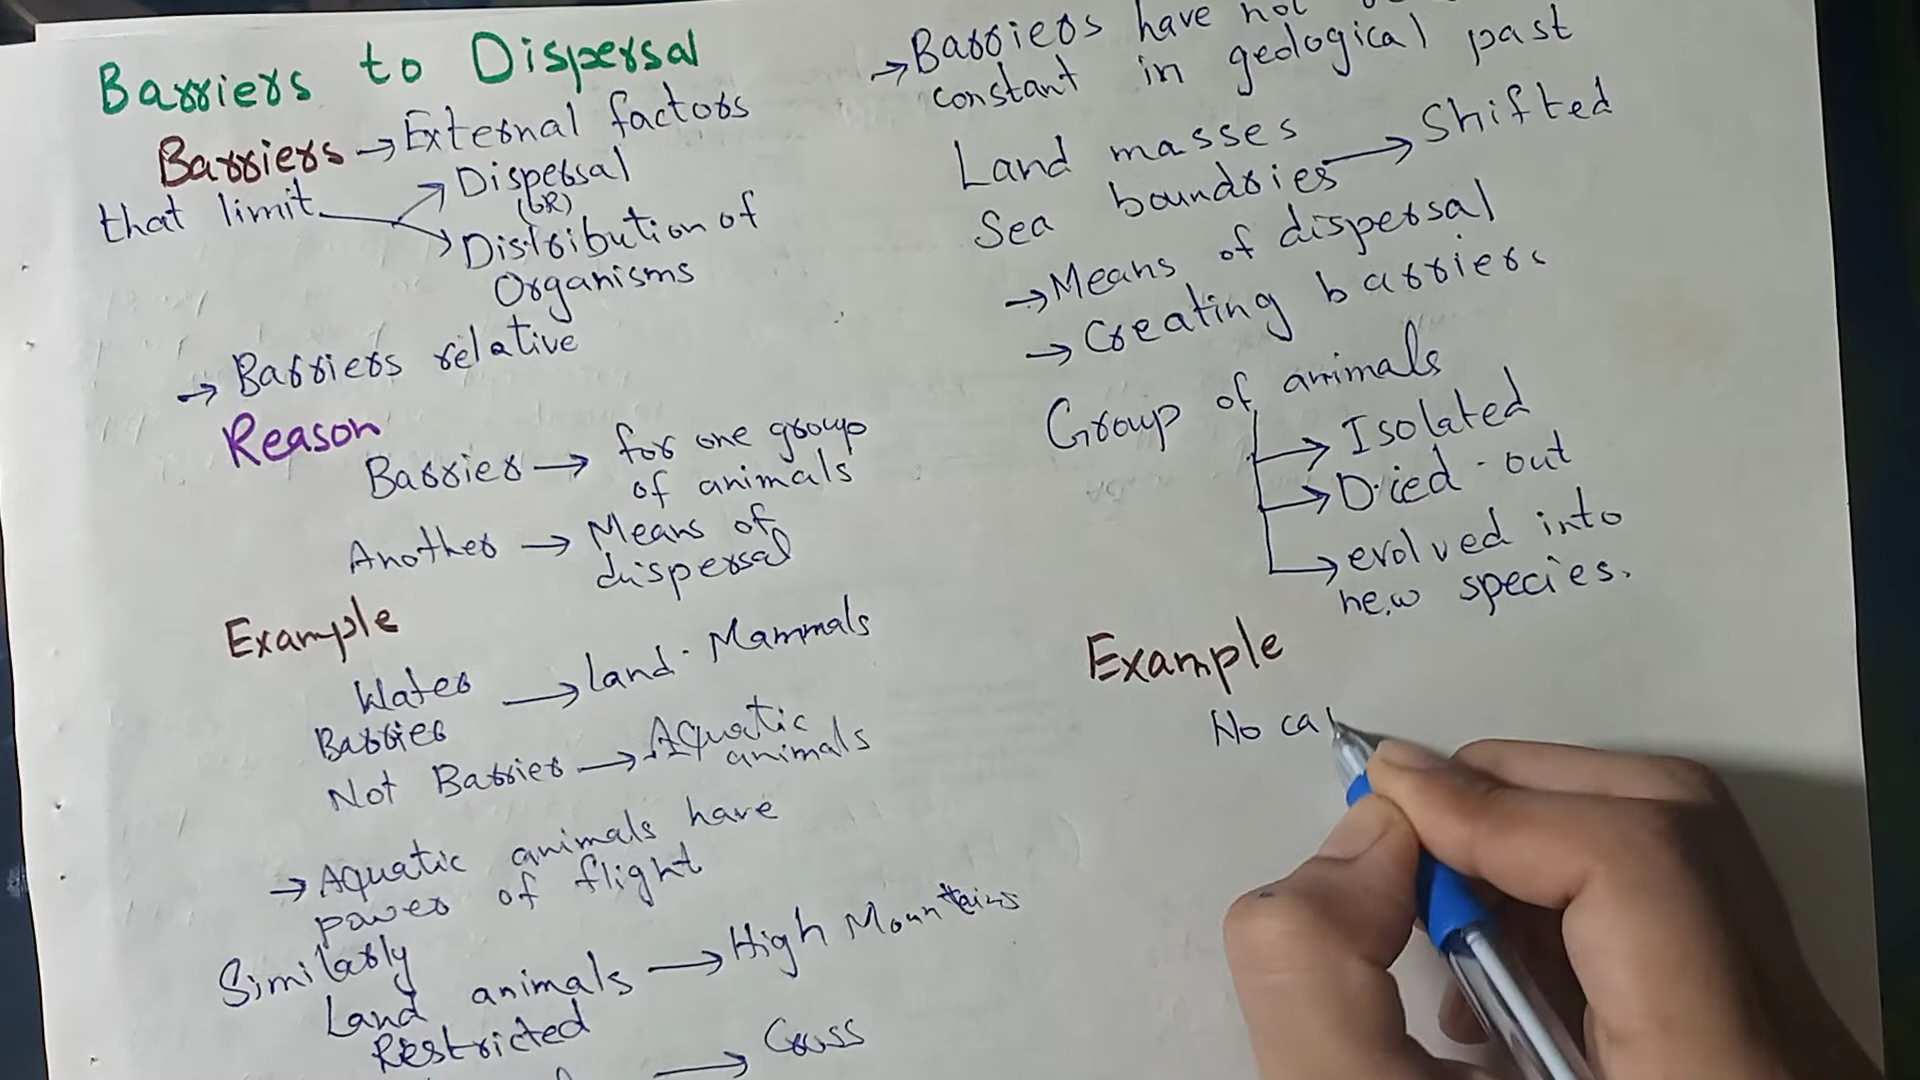 Barriers to Dispersal
Barriers → External factors
that limit → Dispersal
(OR)
→ Distribution of
Organisms
→ Barriers relative
Reason
Barrier → for one group
of animals
Another → Means of
dispersal
Example
Water
Barrier → Land-Mammals
Not Barrier → Aquatic
animals
→ Aquatic animals have
power of flight
Similarly
Land animals → High Mountains
Restricted
→ Cross
→ Barriers have not
constant in geological past
Land masses
Sea boundries → Shifted
→ Means of dispersal
→ Creating barriers
Group of animals
→ Isolated
→ Died-out
→ evolved into
new species.
Example
No ca